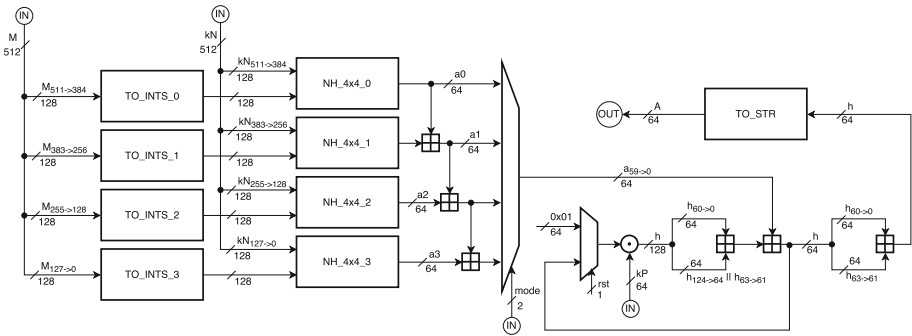 IN
M
512
IN
kN
512
M511->384
128
TO_INTS_0
kN511->384
128
128
NH_4x4_0
a0
64
M383->256
128
TO_INTS_1
kN383->256
128
128
NH_4x4_1
a1
64
M255->128
128
TO_INTS_2
kN255->128
128
128
NH_4x4_2
a2
64
M127->0
128
TO_INTS_3
kN127->0
128
128
NH_4x4_3
a3
64
mode
2
IN
OUT
A
64
TO_STR
h
64
a59->0
64
0x01
64
rst
1
kP
64
IN
h
128
h60->0
64
64
h124->64 || h63->61
h
64
h60->0
64
64
h63->61